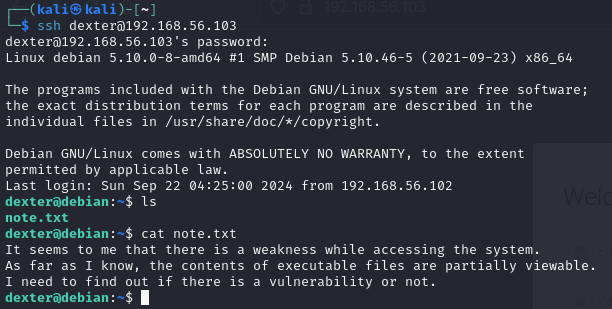 192.168.56.103
┌──(kali㉿kali)-[~]
└─$ ssh dexter@192.168.56.103
dexter@192.168.56.103's password:
Linux debian 5.10.0-8-amd64 #1 SMP Debian 5.10.46-5 (2021-09-23) x86_64
The programs included with the Debian GNU/Linux system are free software;
the exact distribution terms for each program are described in the
individual files in /usr/share/doc/*/copyright.
Debian GNU/Linux comes with ABSOLUTELY NO WARRANTY, to the extent
permitted by applicable law.
Last login: Sun Sep 22 04:25:00 2024 from 192.168.56.102
dexter@debian:~$ ls
note.txt
dexter@debian:~$ cat note.txt
It seems to me that there is a weakness while accessing the system.
As far as I know, the contents of executable files are partially viewable.
I need to find out if there is a vulnerability or not.
dexter@debian:~$